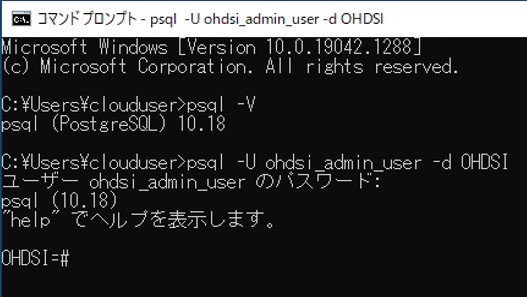 コマンド プロンプト - psql -U ohdsi_admin_user -d OHDSI
Microsoft Windows [Version 10.0.19042.1288]
(c) Microsoft Corporation. All rights reserved.
C:¥Users¥clouduser>psql -V
psql (PostgreSQL) 10.18
C:¥Users¥clouduser>psql -U ohdsi_admin_user -d OHDSI
ユーザー ohdsi_admin_user のパスワード:
psql (10.18)
"help" でヘルプを表示します。
OHDSI=#